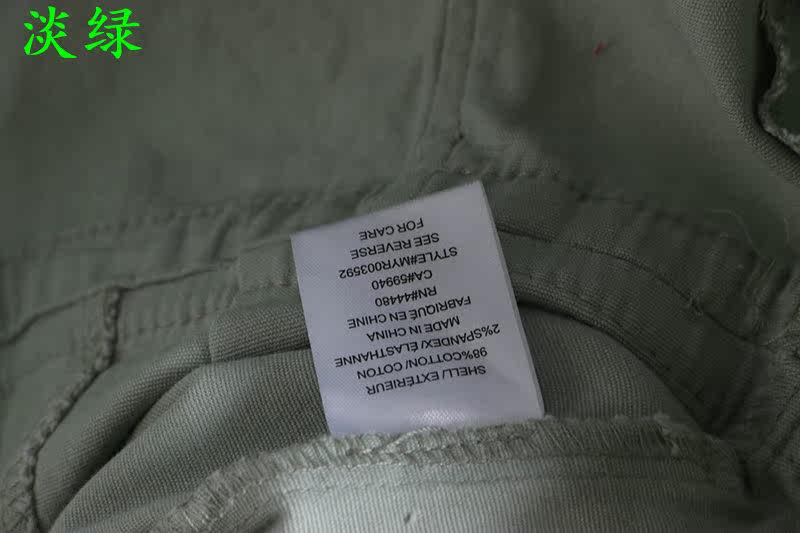 淡绿
SHELL/ EXTÉRIEUR
98%COTTON/ COTON
2%SPANDEX/ ÉLASTHANNE
MADE IN CHINA
FABRIQUÉ EN CHINE
RN#44480
CA#59940
STYLE#MYR003592
SEE REVERSE
FOR CARE